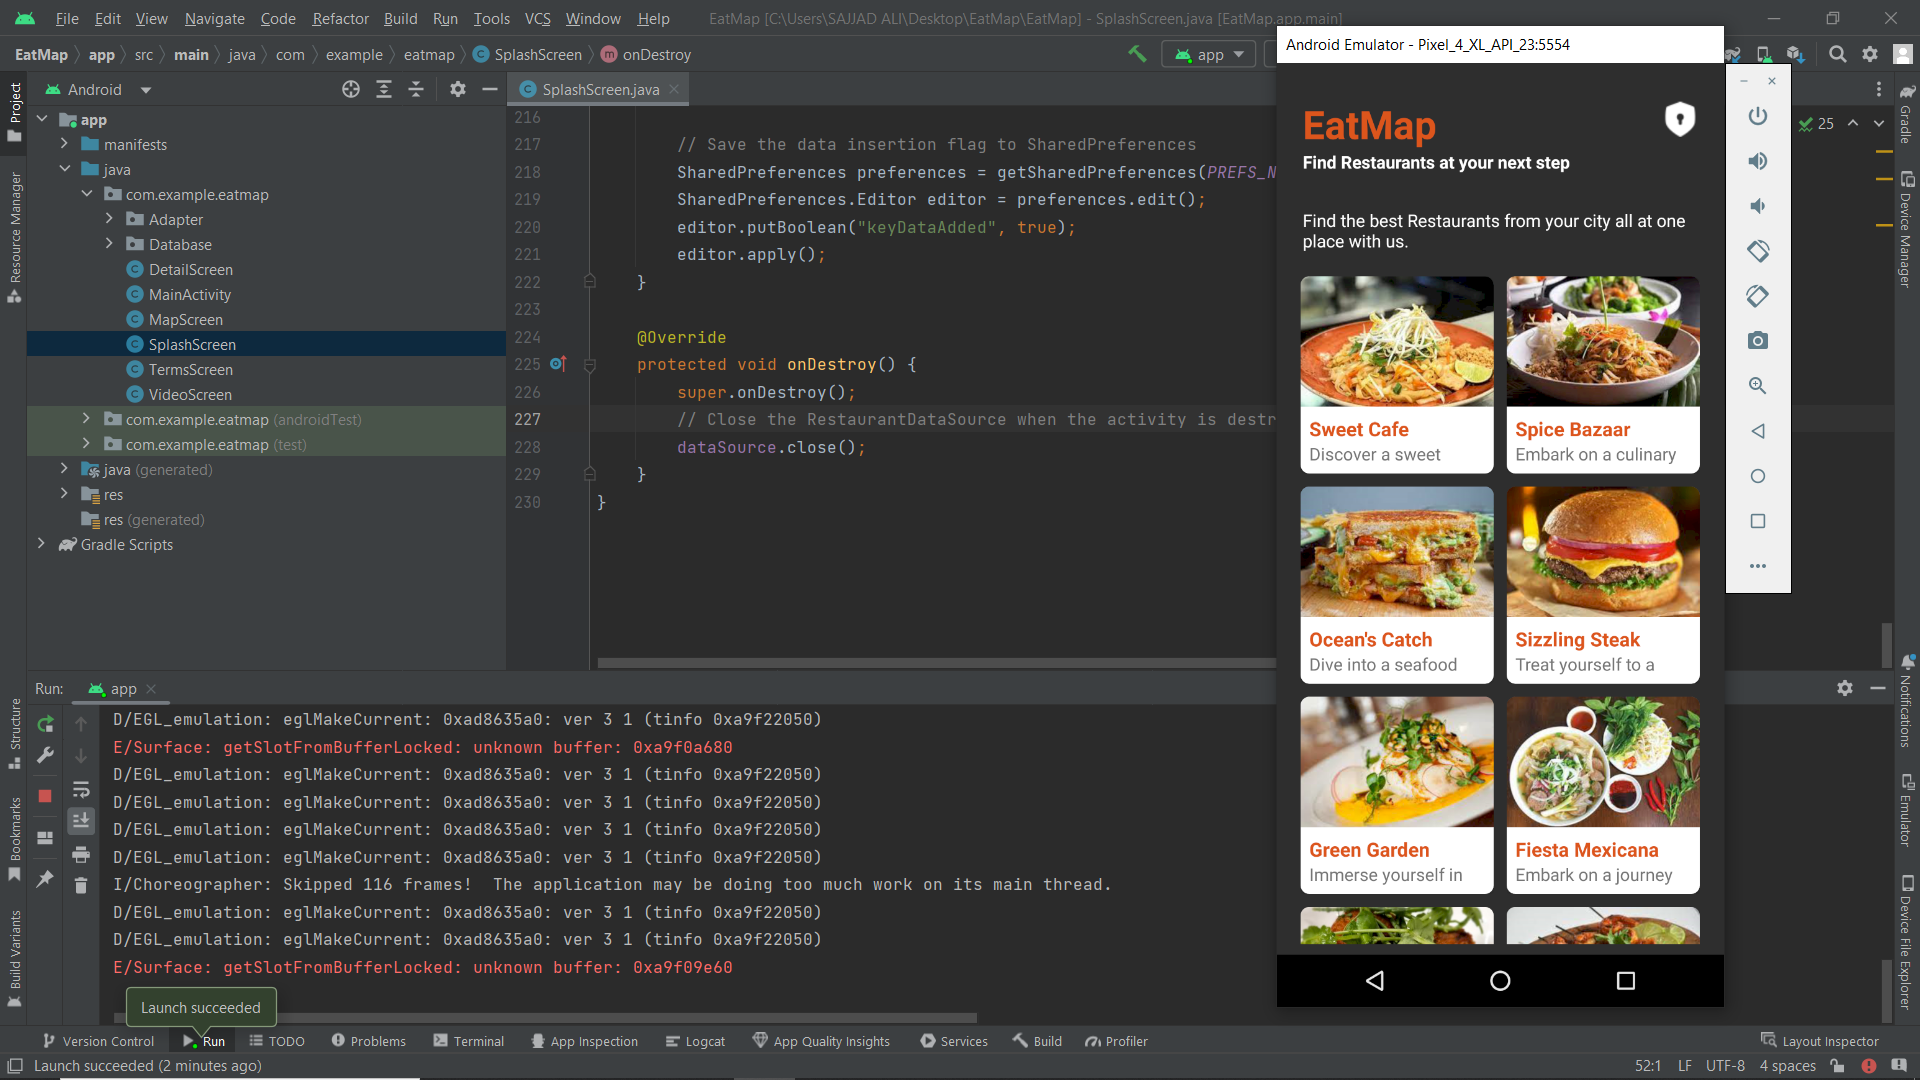 File Edit View Navigate Code Refactor Build Run Tools VCS Window Help EatMap [C:\Users\SAJJAD ALI\Desktop\EatMap\EatMap] - SplashScreen.java [EatMap.app.main]
EatMap app src main java com example eatmap SplashScreen onDestroy
app
Android Emulator - Pixel_4_XL_API_23:5554
Project
Resource Manager
Structure
Bookmarks
Build Variants
Android
app
manifests
java
com.example.eatmap
Adapter
Database
DetailScreen
MainActivity
MapScreen
SplashScreen
TermsScreen
VideoScreen
com.example.eatmap (androidTest)
com.example.eatmap (test)
java (generated)
res
res (generated)
Gradle Scripts
SplashScreen.java
216
217 // Save the data insertion flag to SharedPreferences
218 SharedPreferences preferences = getSharedPreferences(PREFS_N
219 SharedPreferences.Editor editor = preferences.edit();
220 editor.putBoolean("keyDataAdded", true);
221 editor.apply();
222 }
223
224 @Override
225 protected void onDestroy() {
226 super.onDestroy();
227 // Close the RestaurantDataSource when the activity is destr
228 dataSource.close();
229 }
230 }
25
EatMap
Find Restaurants at your next step
Find the best Restaurants from your city all at one
place with us.
Sweet Cafe
Discover a sweet
Spice Bazaar
Embark on a culinary
Ocean's Catch
Dive into a seafood
Sizzling Steak
Treat yourself to a
Green Garden
Immerse yourself in
Fiesta Mexicana
Embark on a journey
Gradle
Device Manager
Notifications
Emulator
Device File Explorer
Run: app
D/EGL_emulation: eglMakeCurrent: 0xad8635a0: ver 3 1 (tinfo 0xa9f22050)
E/Surface: getSlotFromBufferLocked: unknown buffer: 0xa9f0a680
D/EGL_emulation: eglMakeCurrent: 0xad8635a0: ver 3 1 (tinfo 0xa9f22050)
D/EGL_emulation: eglMakeCurrent: 0xad8635a0: ver 3 1 (tinfo 0xa9f22050)
D/EGL_emulation: eglMakeCurrent: 0xad8635a0: ver 3 1 (tinfo 0xa9f22050)
D/EGL_emulation: eglMakeCurrent: 0xad8635a0: ver 3 1 (tinfo 0xa9f22050)
I/Choreographer: Skipped 116 frames!  The application may be doing too much work on its main thread.
D/EGL_emulation: eglMakeCurrent: 0xad8635a0: ver 3 1 (tinfo 0xa9f22050)
D/EGL_emulation: eglMakeCurrent: 0xad8635a0: ver 3 1 (tinfo 0xa9f22050)
E/Surface: getSlotFromBufferLocked: unknown buffer: 0xa9f09e60
Launch succeeded
Version Control Run TODO Problems Terminal App Inspection Logcat App Quality Insights Services Build Profiler Layout Inspector
Launch succeeded (2 minutes ago) 52:1 LF UTF-8 4 spaces